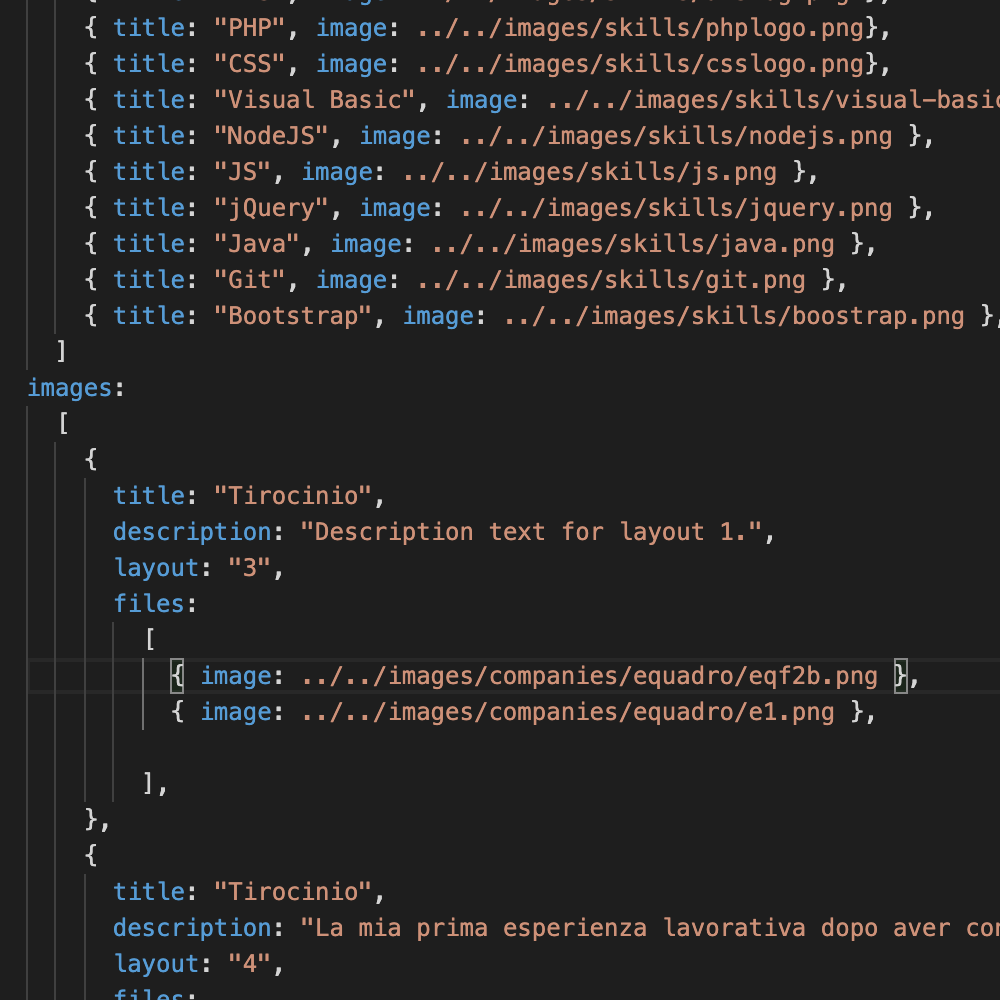 { title: "PHP", image: ../../images/skills/phplogo.png},
{ title: "CSS", image: ../../images/skills/csslogo.png},
{ title: "Visual Basic", image: ../../images/skills/visual-basic
{ title: "NodeJS", image: ../../images/skills/nodejs.png },
{ title: "JS", image: ../../images/skills/js.png },
{ title: "jQuery", image: ../../images/skills/jquery.png },
{ title: "Java", image: ../../images/skills/java.png },
{ title: "Git", image: ../../images/skills/git.png },
{ title: "Bootstrap", image: ../../images/skills/boostrap.png },
]
images:
[
{
title: "Tirocinio",
description: "Description text for layout 1.",
layout: "3",
files:
[
{ image: ../../images/companies/equadro/eqf2b.png },
{ image: ../../images/companies/equadro/e1.png },
],
},
{
title: "Tirocinio",
description: "La mia prima esperienza lavorativa dopo aver
layout: "4",
files: